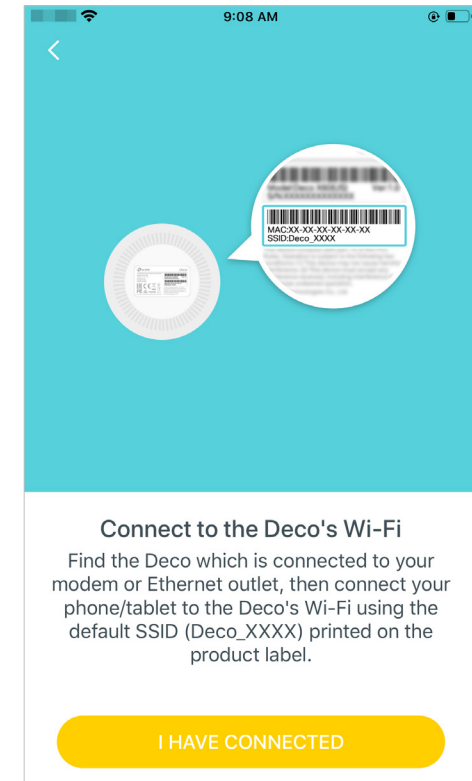 9:08 AM
MAC:XX-XX-XX-XX-XX-XX
SSID:Deco_XXXX
Connect to the Deco's Wi-Fi
Find the Deco which is connected to your
modem or Ethernet outlet, then connect your
phone/tablet to the Deco's Wi-Fi using the
default SSID (Deco_XXXX) printed on the
product label.
I HAVE CONNECTED